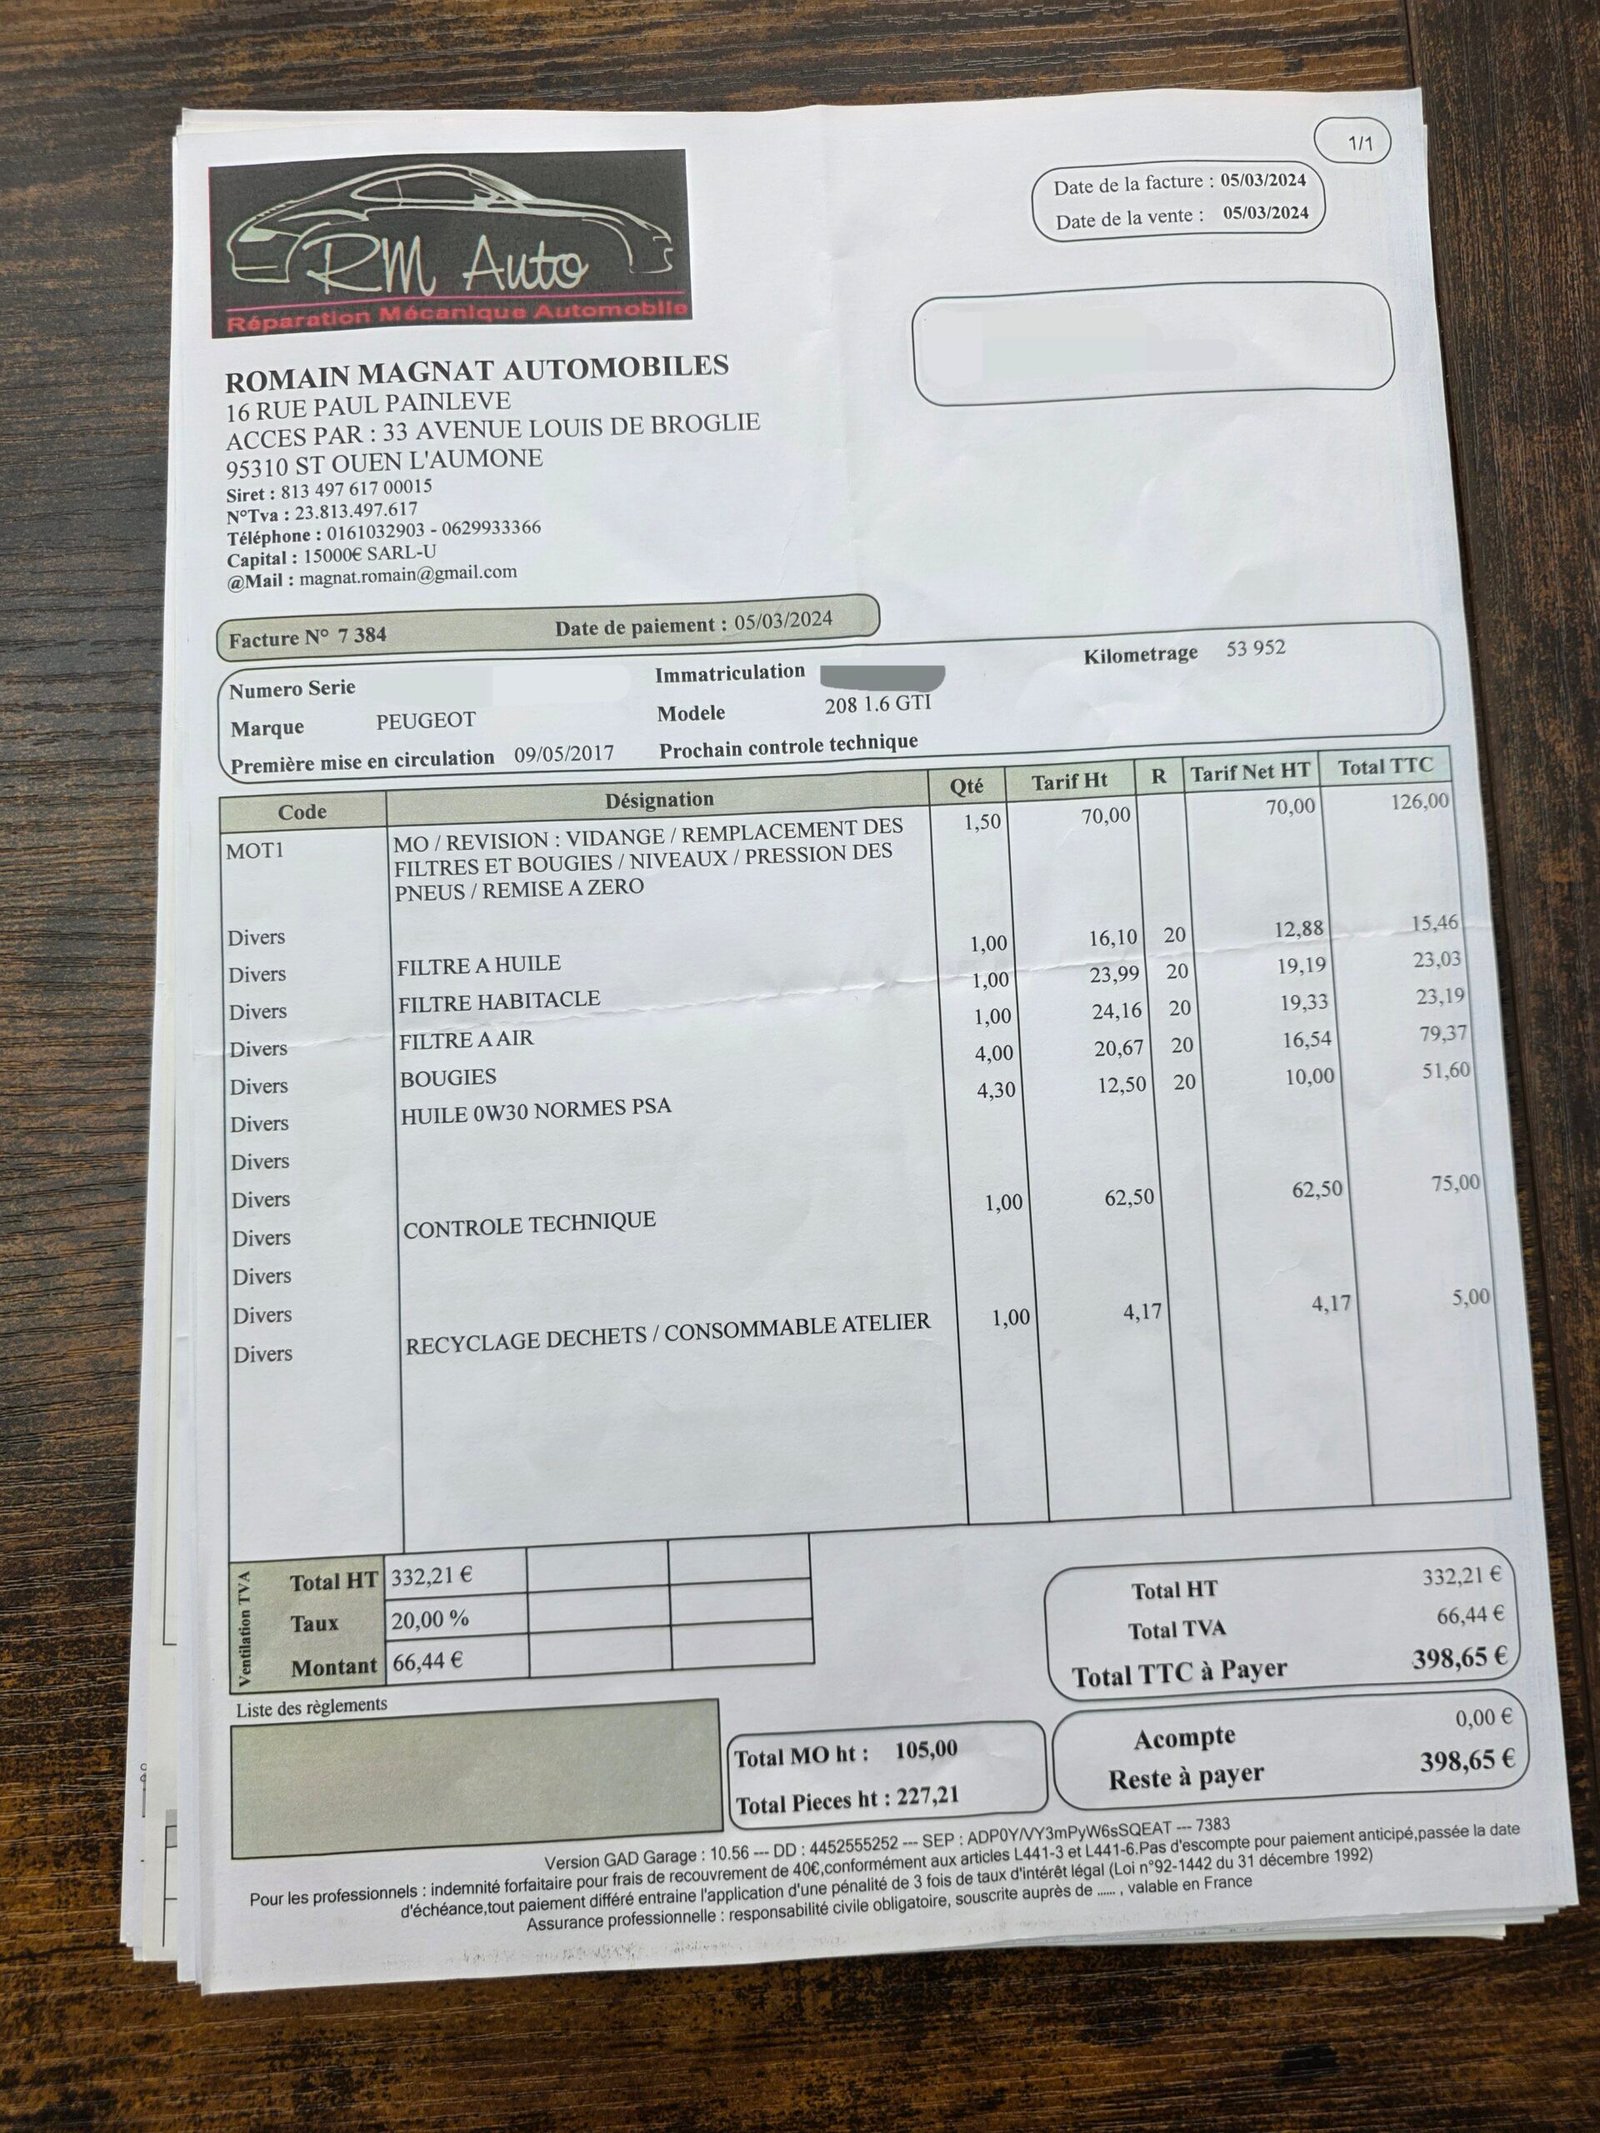 1/1
Date de la facture : 05/03/2024
Date de la vente : 05/03/2024
RM Auto
Réparation Mécanique Automobile
ROMAIN MAGNAT AUTOMOBILES
16 RUE PAUL PAINLEVE
ACCES PAR : 33 AVENUE LOUIS DE BROGLIE
95310 ST OUEN L'AUMONE
Siret : 813 497 617 00015
N°Tva : 23.813.497.617
Téléphone : 0161032903 - 0629933366
Capital : 15000€ SARL-U
@Mail : magnat.romain@gmail.com
Facture N° 7 384 Date de paiement : 05/03/2024
Numero Serie Immatriculation Kilometrage 53 952
Marque PEUGEOT Modele 208 1.6 GTI
Première mise en circulation 09/05/2017 Prochain controle technique
Code Désignation Qté Tarif Ht R Tarif Net HT Total TTC
MOT1 MO / REVISION : VIDANGE / REMPLACEMENT DES 1,50 70,00 70,00 126,00
FILTRES ET BOUGIES / NIVEAUX / PRESSION DES
PNEUS / REMISE A ZERO
Divers
Divers FILTRE A HUILE 1,00 16,10 20 12,88 15,46
Divers FILTRE HABITACLE 1,00 23,99 20 19,19 23,03
Divers FILTRE A AIR 1,00 24,16 20 19,33 23,19
Divers BOUGIES 4,00 20,67 20 16,54 79,37
Divers HUILE 0W30 NORMES PSA 4,30 12,50 20 10,00 51,60
Divers
Divers
Divers CONTROLE TECHNIQUE 1,00 62,50 62,50 75,00
Divers
Divers
Divers RECYCLAGE DECHETS / CONSOMMABLE ATELIER 1,00 4,17 4,17 5,00
Ventilation TVA
Total HT 332,21 €
Taux 20,00 %
Montant 66,44 €
Total HT 332,21 €
Total TVA 66,44 €
Total TTC à Payer 398,65 €
Liste des règlements
Total MO ht : 105,00
Total Pieces ht : 227,21
Acompte 0,00 €
Reste à payer 398,65 €
Version GAD Garage : 10.56 --- DD : 4452555252 --- SEP : ADP0Y/VY3mPyW6sSQEAT --- 7383
Pour les professionnels : indemnité forfaitaire pour frais de recouvrement de 40€,conformément aux articles L441-3 et L441-6.Pas d'escompte pour paiement anticipé,passée la date
d'échéance,tout paiement différé entraine l'application d'une pénalité de 3 fois de taux d'intérêt légal (Loi n°92-1442 du 31 décembre 1992)
Assurance professionnelle : responsabilité civile obligatoire, souscrite auprès de ...... , valable en France